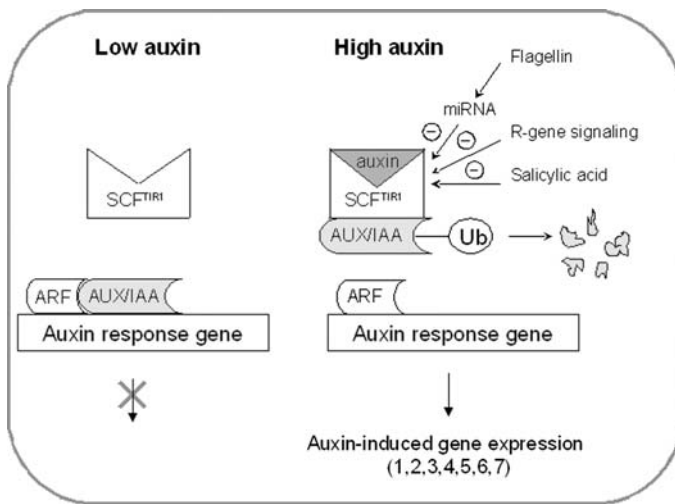 Low auxin
SCFTIR1
ARF
AUX/IAA
Auxin response gene
High auxin
Flagellin
miRNA
R-gene signaling
Salicylic acid
auxin
SCFTIR1
AUX/IAA
Ub
ARF
Auxin response gene
Auxin-induced gene expression
(1,2,3,4,5,6,7)